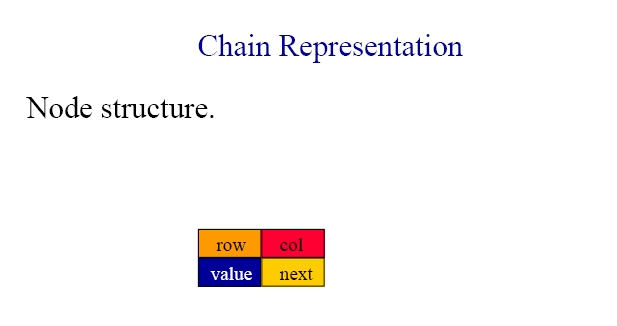 Chain Representation
Node structure.
row col
value next